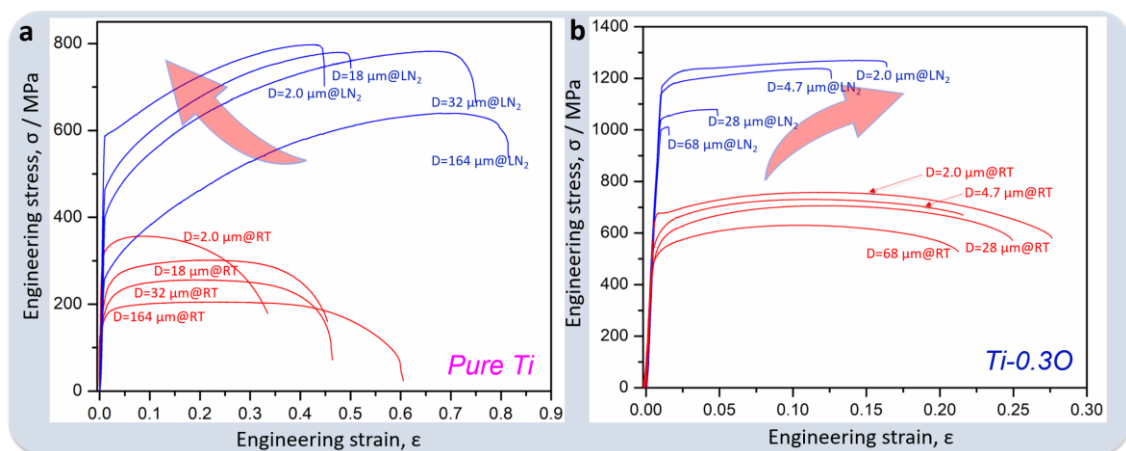 a
Engineering stress, σ / MPa
800
600
400
200
0
D=18 μm@LN₂
D=2.0 μm@LN₂
D=32 μm@LN₂
D=164 μm@LN₂
D=2.0 μm@RT
D=18 μm@RT
D=32 μm@RT
D=164 μm@RT
Pure Ti
0.0 0.1 0.2 0.3 0.4 0.5 0.6 0.7 0.8 0.9
Engineering strain, ε
b
Engineering stress, σ / MPa
1400
1200
1000
800
600
400
200
0
D=2.0 μm@LN₂
D=4.7 μm@LN₂
D=28 μm@LN₂
D=68 μm@LN₂
D=2.0 μm@RT
D=4.7 μm@RT
D=68 μm@RT
D=28 μm@RT
Ti-0.3O
0.00 0.05 0.10 0.15 0.20 0.25 0.30
Engineering strain, ε